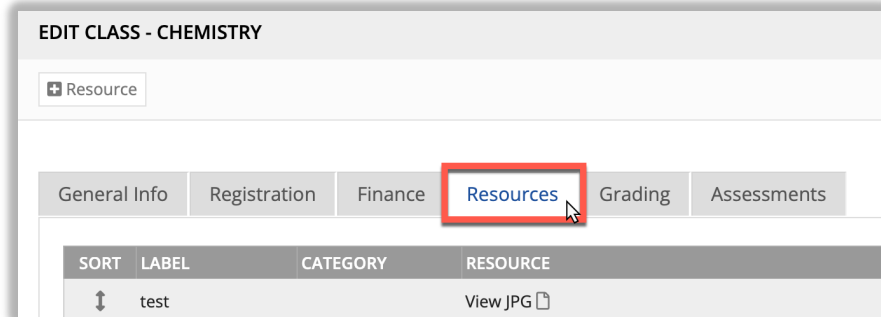 EDIT CLASS - CHEMISTRY
Resource
General Info Registration Finance Resources Grading Assessments
SORT LABEL CATEGORY RESOURCE
test View JPG